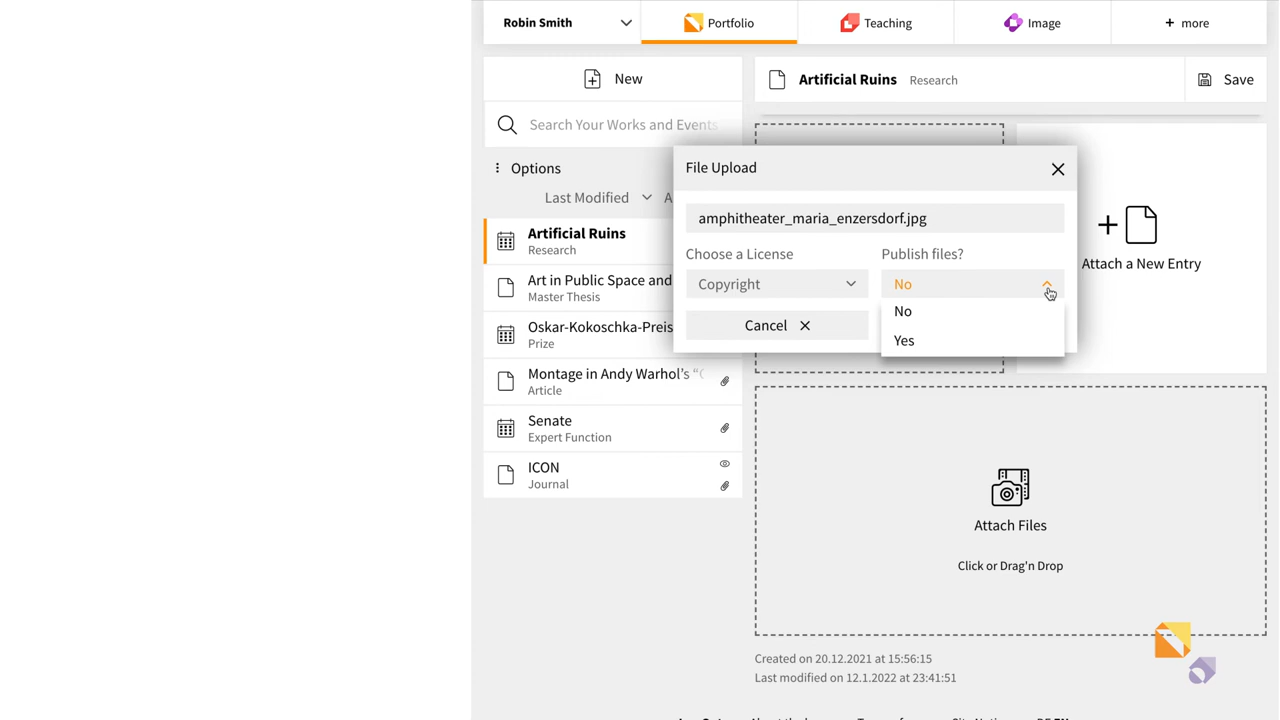 Robin Smith
Portfolio
Teaching
Image
+ more
New
Search Your Works and Events
Options
Last Modified
Artificial Ruins
Research
Art in Public Space and
Master Thesis
Oskar-Kokoschka-Preis
Prize
Montage in Andy Warhol’s “
Article
Senate
Expert Function
ICON
Journal
Artificial Ruins Research
Save
File Upload
amphitheater_maria_enzersdorf.jpg
Choose a License
Publish files?
Copyright
No
No
Yes
Cancel
Attach a New Entry
Attach Files
Click or Drag'n Drop
Created on 20.12.2021 at 15:56:15
Last modified on 12.1.2022 at 23:41:51